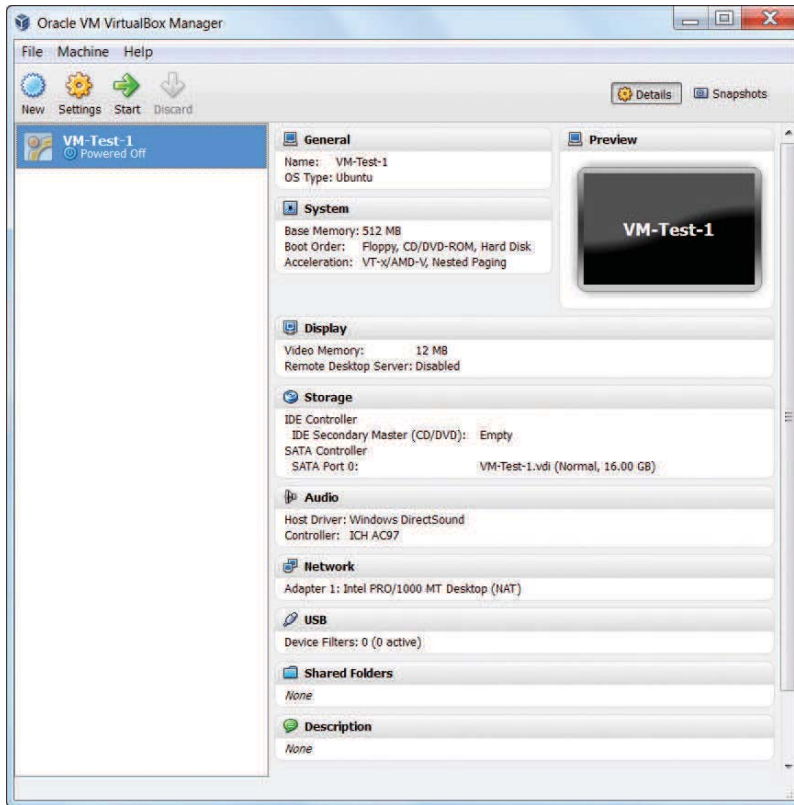 Oracle VM VirtualBox Manager
File Machine Help
New Settings Start Discard
Details Snapshots
VM-Test-1
Powered Off
General
Name: VM-Test-1
OS Type: Ubuntu
System
Base Memory: 512 MB
Boot Order: Floppy, CD/DVD-ROM, Hard Disk
Acceleration: VT-x/AMD-V, Nested Paging
Preview
VM-Test-1
Display
Video Memory: 12 MB
Remote Desktop Server: Disabled
Storage
IDE Controller
IDE Secondary Master (CD/DVD): Empty
SATA Controller
SATA Port 0: VM-Test-1.vdi (Normal, 16.00 GB)
Audio
Host Driver: Windows DirectSound
Controller: ICH AC97
Network
Adapter 1: Intel PRO/1000 MT Desktop (NAT)
USB
Device Filters: 0 (0 active)
Shared Folders
None
Description
None